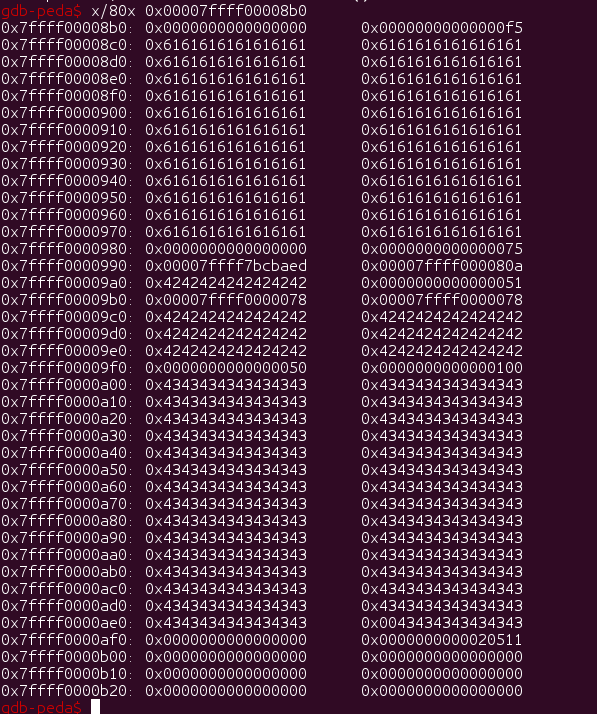 gdb-peda$ x/80x 0x00007ffff00008b0
0x7ffff00008b0: 0x0000000000000000 0x00000000000000f5
0x7ffff00008c0: 0x6161616161616161 0x6161616161616161
0x7ffff00008d0: 0x6161616161616161 0x6161616161616161
0x7ffff00008e0: 0x6161616161616161 0x6161616161616161
0x7ffff00008f0: 0x6161616161616161 0x6161616161616161
0x7ffff0000900: 0x6161616161616161 0x6161616161616161
0x7ffff0000910: 0x6161616161616161 0x6161616161616161
0x7ffff0000920: 0x6161616161616161 0x6161616161616161
0x7ffff0000930: 0x6161616161616161 0x6161616161616161
0x7ffff0000940: 0x6161616161616161 0x6161616161616161
0x7ffff0000950: 0x6161616161616161 0x6161616161616161
0x7ffff0000960: 0x6161616161616161 0x6161616161616161
0x7ffff0000970: 0x6161616161616161 0x6161616161616161
0x7ffff0000980: 0x0000000000000000 0x0000000000000075
0x7ffff0000990: 0x00007ffff7bcbaed 0x00007ffff000080a
0x7ffff00009a0: 0x4242424242424242 0x0000000000000051
0x7ffff00009b0: 0x00007ffff0000078 0x00007ffff0000078
0x7ffff00009c0: 0x4242424242424242 0x4242424242424242
0x7ffff00009d0: 0x4242424242424242 0x4242424242424242
0x7ffff00009e0: 0x4242424242424242 0x4242424242424242
0x7ffff00009f0: 0x0000000000000050 0x0000000000000100
0x7ffff0000a00: 0x4343434343434343 0x4343434343434343
0x7ffff0000a10: 0x4343434343434343 0x4343434343434343
0x7ffff0000a20: 0x4343434343434343 0x4343434343434343
0x7ffff0000a30: 0x4343434343434343 0x4343434343434343
0x7ffff0000a40: 0x4343434343434343 0x4343434343434343
0x7ffff0000a50: 0x4343434343434343 0x4343434343434343
0x7ffff0000a60: 0x4343434343434343 0x4343434343434343
0x7ffff0000a70: 0x4343434343434343 0x4343434343434343
0x7ffff0000a80: 0x4343434343434343 0x4343434343434343
0x7ffff0000a90: 0x4343434343434343 0x4343434343434343
0x7ffff0000aa0: 0x4343434343434343 0x4343434343434343
0x7ffff0000ab0: 0x4343434343434343 0x4343434343434343
0x7ffff0000ac0: 0x4343434343434343 0x4343434343434343
0x7ffff0000ad0: 0x4343434343434343 0x4343434343434343
0x7ffff0000ae0: 0x4343434343434343 0x0043434343434343
0x7ffff0000af0: 0x0000000000000000 0x0000000000020511
0x7ffff0000b00: 0x0000000000000000 0x0000000000000000
0x7ffff0000b10: 0x0000000000000000 0x0000000000000000
0x7ffff0000b20: 0x0000000000000000 0x0000000000000000
gdb-peda$